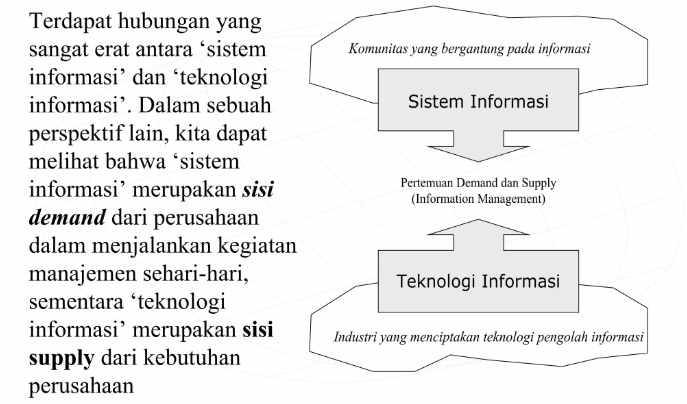 Terdapat hubungan yang
sangat erat antara ‘sistem
informasi’ dan ‘teknologi
informasi’. Dalam sebuah
perspektif lain, kita dapat
melihat bahwa ‘sistem
informasi’ merupakan sisi
demand dari perusahaan
dalam menjalankan kegiatan
manajemen sehari-hari,
sementara ‘teknologi
informasi’ merupakan sisi
supply dari kebutuhan
perusahaan
Komunitas yang bergantung pada informasi
Sistem Informasi
Pertemuan Demand dan Supply
(Information Management)
Teknologi Informasi
Industri yang menciptakan teknologi pengolah informasi